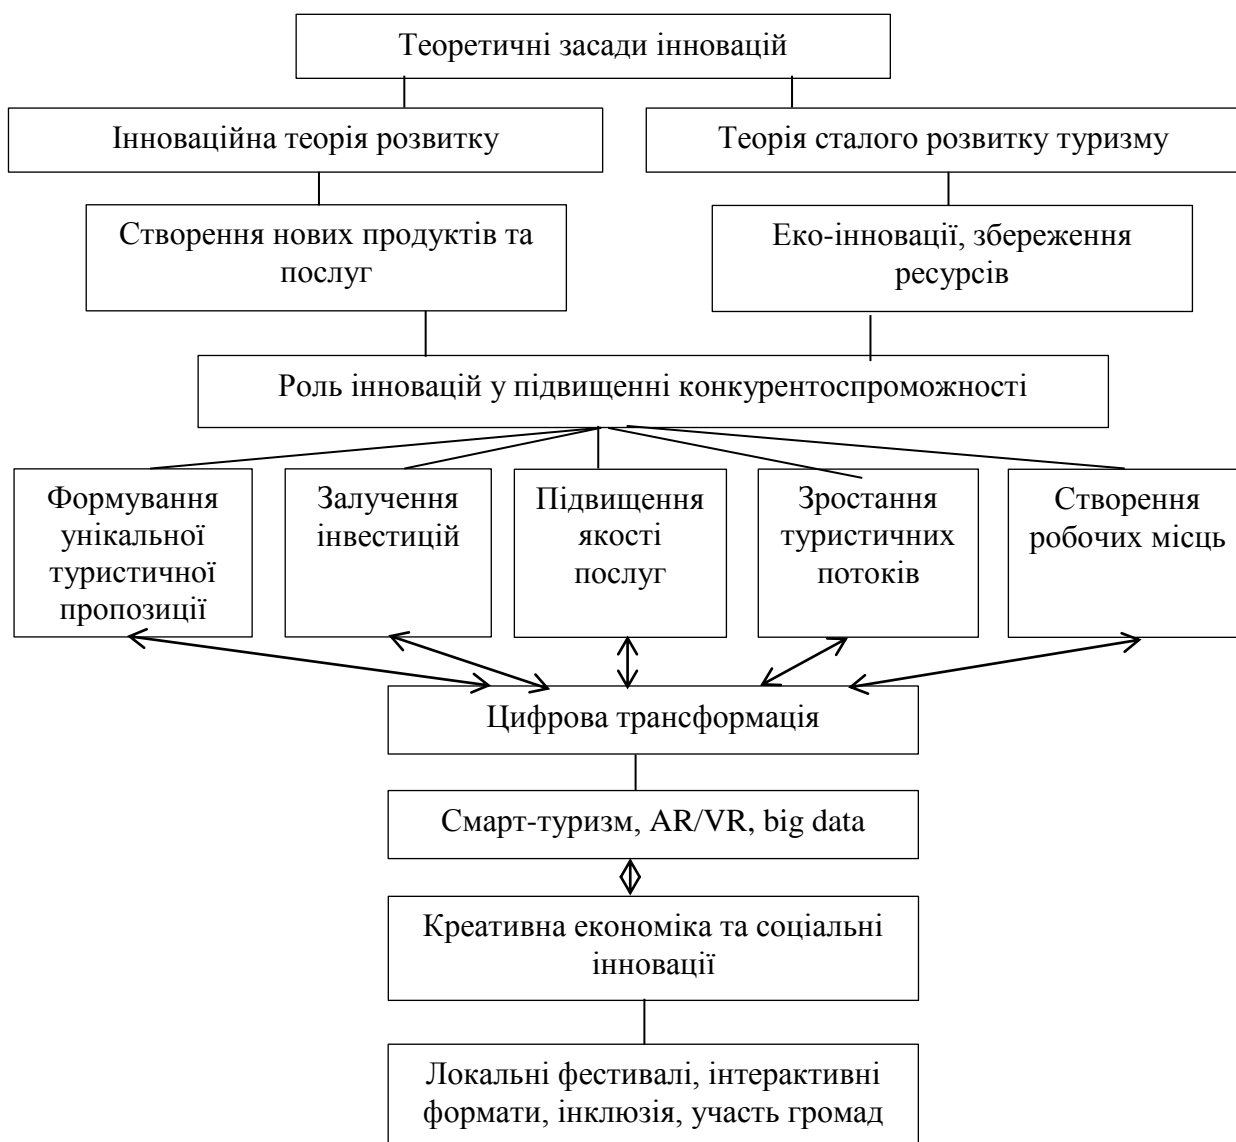 Теоретичні засади інновацій
Інноваційна теорія розвитку
Теорія сталого розвитку туризму
Створення нових продуктів та
послуг
Еко-інновації, збереження
ресурсів
Роль інновацій у підвищенні конкурентоспроможності
Формування
унікальної
туристичної
пропозиції
Залучення
інвестицій
Підвищення
якості
послуг
Зростання
туристичних
потоків
Створення
робочих місць
Цифрова трансформація
Смарт-туризм, AR/VR, big data
Креативна економіка та соціальні
інновації
Локальні фестивалі, інтерактивні
формати, інклюзія, участь громад